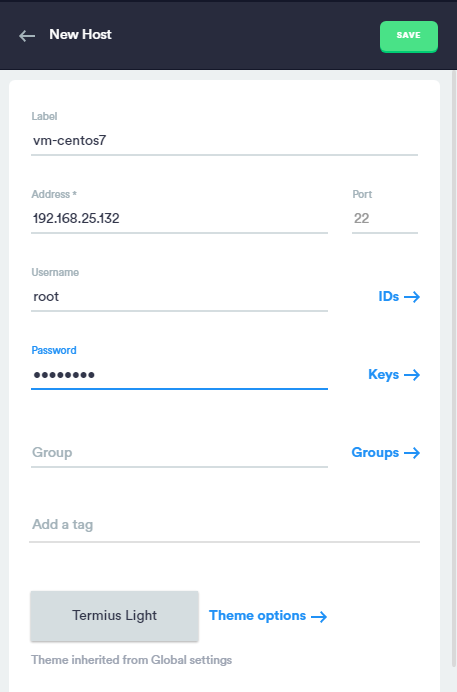 New Host
SAVE
Label
vm-centos7
Address * Port
192.168.25.132 22
Username
root IDs →
Password
●●●●●●●● Keys →
Group Groups →
Add a tag
Termius Light Theme options →
Theme inherited from Global settings